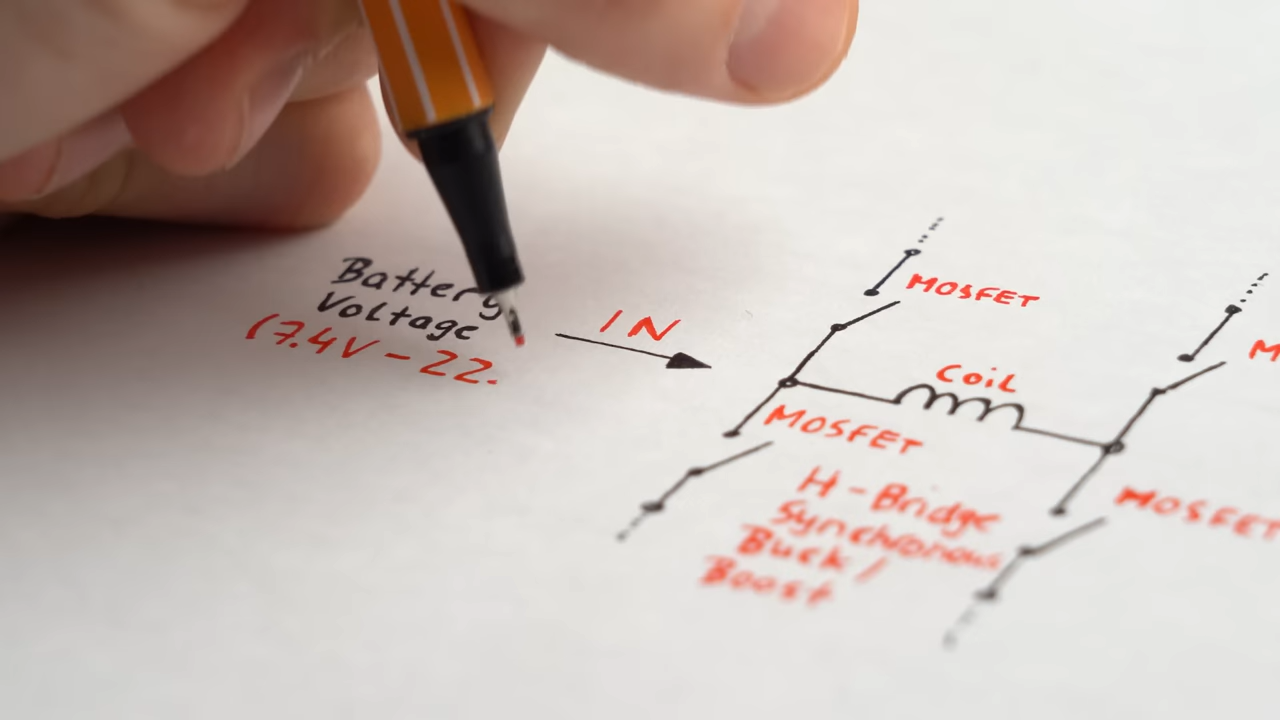 Battery
Voltage
(7.4V - 22.
IN
MOSFET
Coil
MOSFET
H-Bridge
Synchronous
Buck/
Boost
M
MOSFET